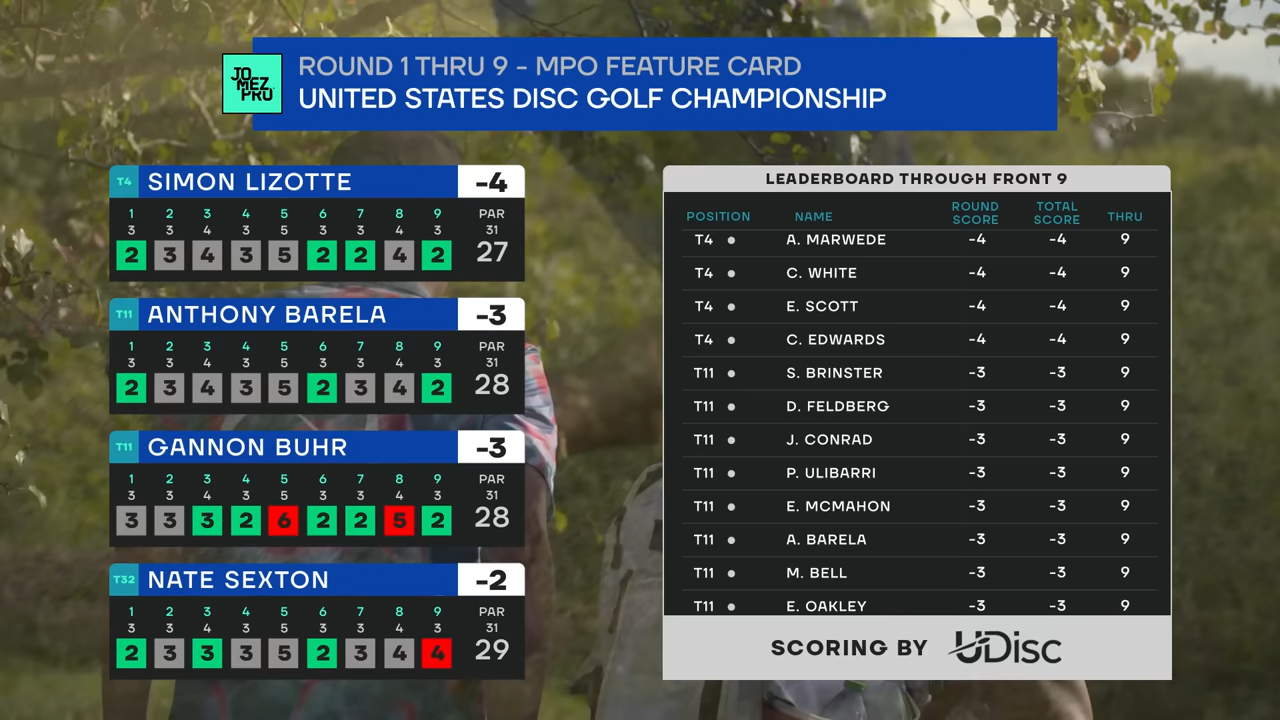 JO
MEZ
PRO
ROUND 1 THRU 9 - MPO FEATURE CARD
UNITED STATES DISC GOLF CHAMPIONSHIP
T4 SIMON LIZOTTE -4
1 2 3 4 5 6 7 8 9 PAR
3 3 4 3 5 3 3 4 3 31
2 3 4 3 5 2 2 4 2 27
T11 ANTHONY BARELA -3
1 2 3 4 5 6 7 8 9 PAR
3 3 4 3 5 3 3 4 3 31
2 3 4 3 5 2 3 4 2 28
T11 GANNON BUHR -3
1 2 3 4 5 6 7 8 9 PAR
3 3 4 3 5 3 3 4 3 31
3 3 3 2 6 2 2 5 2 28
T32 NATE SEXTON -2
1 2 3 4 5 6 7 8 9 PAR
3 3 4 3 5 3 3 4 3 31
2 3 3 3 5 2 3 4 4 29
LEADERBOARD THROUGH FRONT 9
POSITION NAME ROUND SCORE TOTAL SCORE THRU
T4 A. MARWEDE -4 -4 9
T4 C. WHITE -4 -4 9
T4 E. SCOTT -4 -4 9
T4 C. EDWARDS -4 -4 9
T11 S. BRINSTER -3 -3 9
T11 D. FELDBERG -3 -3 9
T11 J. CONRAD -3 -3 9
T11 P. ULIBARRI -3 -3 9
T11 E. MCMAHON -3 -3 9
T11 A. BARELA -3 -3 9
T11 M. BELL -3 -3 9
T11 E. OAKLEY -3 -3 9
SCORING BY UDisc